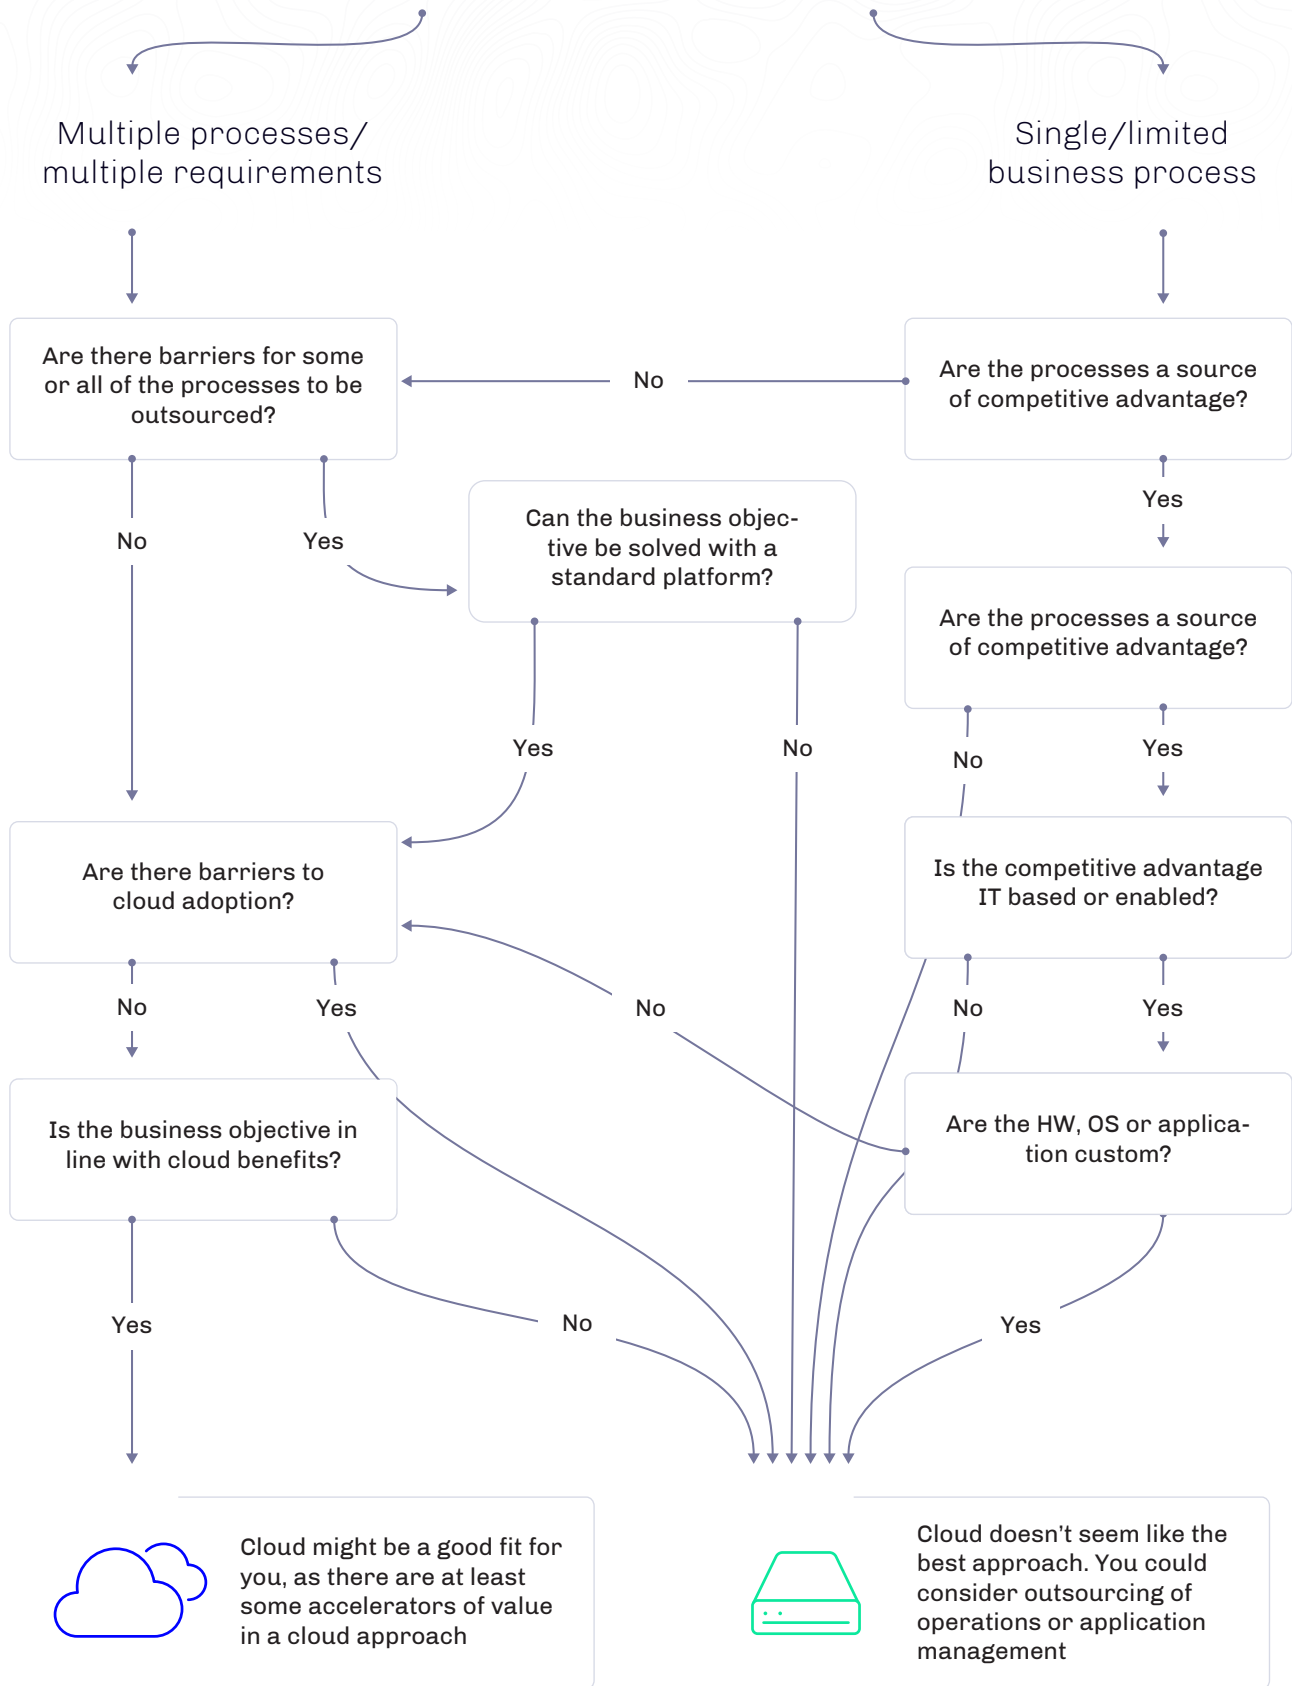 Multiple processes/
multiple requirements
Single/limited
business process
Are there barriers for some
or all of the processes to be
outsourced?
No
Are the processes a source
of competitive advantage?
Yes
No
Yes
Can the business objec-
tive be solved with a
standard platform?
Are the processes a source
of competitive advantage?
Yes
No
No
Yes
Are there barriers to
cloud adoption?
Is the competitive advantage
IT based or enabled?
No
Yes
No
No
Yes
Is the business objective in
line with cloud benefits?
Are the HW, OS or applica-
tion custom?
Yes
No
Yes
Cloud might be a good fit for
you, as there are at least
some accelerators of value
in a cloud approach
Cloud doesn't seem like the
best approach. You could
consider outsourcing of
operations or application
management